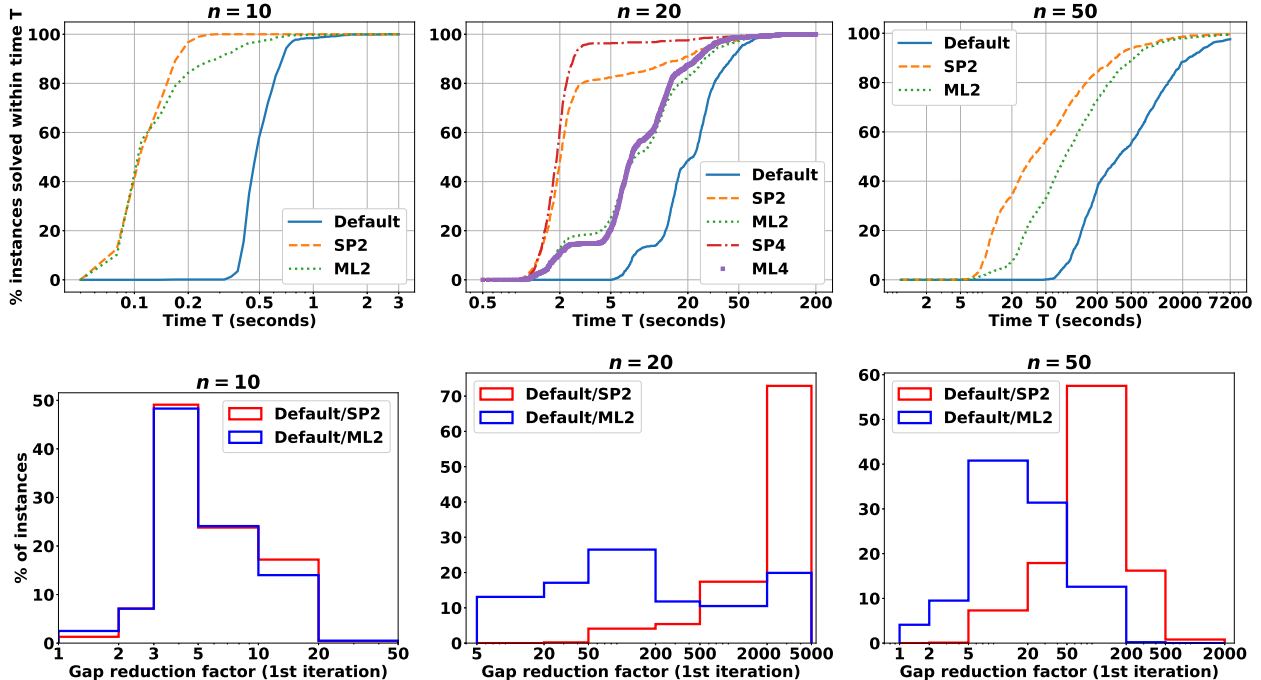 n = 10
% instances solved within time T
100
80
60
40
20
0
Default
SP2
ML2
0.1 0.2 0.5 1 2 3
Time T (seconds)
n = 20
100
80
60
40
20
0
Default
SP2
ML2
SP4
ML4
0.5 2 5 20 50 200
Time T (seconds)
n = 50
100
80
60
40
20
0
Default
SP2
ML2
2 5 20 50 200 500 2000 7200
Time T (seconds)
n = 10
% of instances
50
40
30
20
10
0
Default/SP2
Default/ML2
1 2 3 5 10 20 50
Gap reduction factor (1st iteration)
n = 20
70
60
50
40
30
20
10
0
Default/SP2
Default/ML2
5 20 50 200 500 2000 5000
Gap reduction factor (1st iteration)
n = 50
60
50
40
30
20
10
0
Default/SP2
Default/ML2
1 2 5 20 50 200 500 2000
Gap reduction factor (1st iteration)